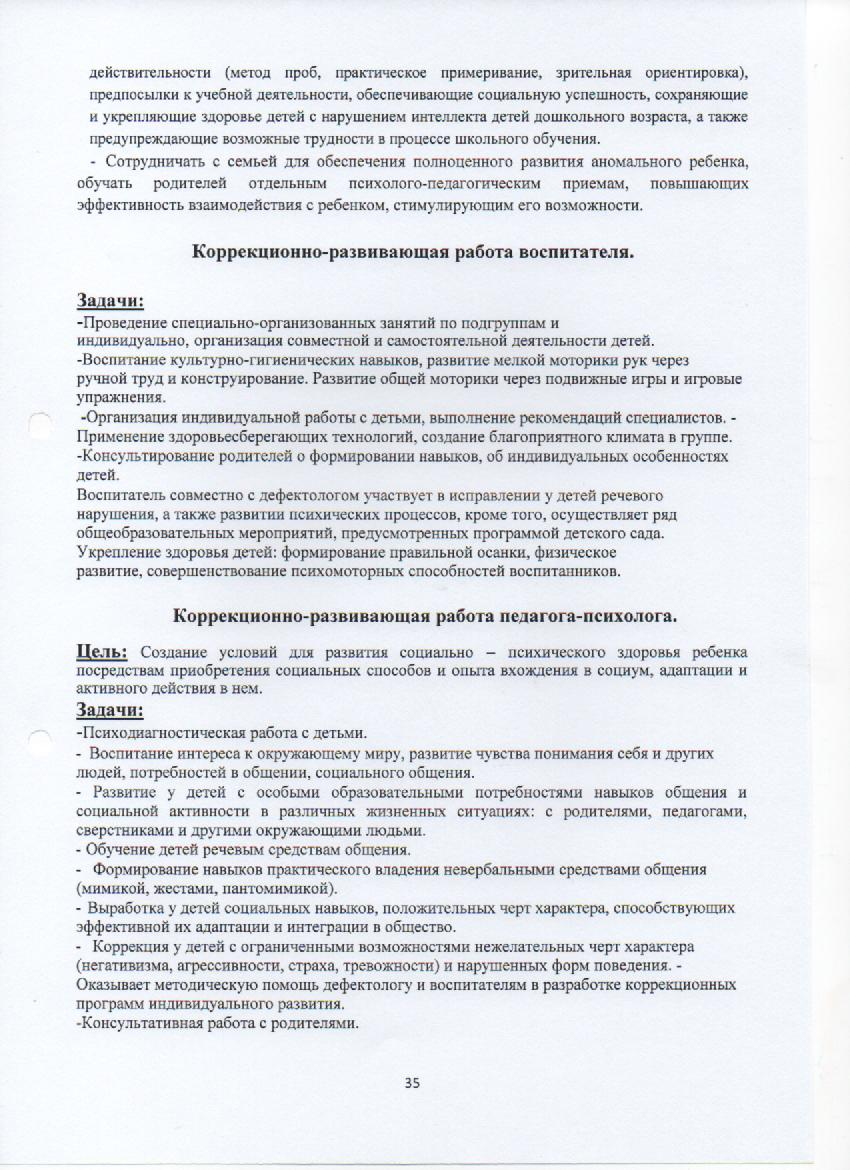 действительности (метод проб, практическое примеривание, зрительная ориентировка),
предпосылки к учебной деятельности, обеспечивающие социальную успешность, сохраняющие
и укрепляющие здоровье детей с нарушением интеллекта детей дошкольного возраста, а также
предупреждающие возможные трудности в процессе школьного обучения.
- Сотрудничать с семьей для обеспечения полноценного развития аномального ребенка,
обучать родителей отдельным психолого-педагогическим приемам, повышающих
эффективность взаимодействия с ребенком, стимулирующим его возможности.
Коррекционно-развивающая работа воспитателя.
Задачи:
-Проведение специально-организованных занятий по подгруппам и
индивидуально, организация совместной и самостоятельной деятельности детей.
-Воспитание культурно-гигиенических навыков, развитие мелкой моторики рук через
ручной труд и конструирование. Развитие общей моторики через подвижные игры и игровые
упражнения.
-Организация индивидуальной работы с детьми, выполнение рекомендаций специалистов. -
Применение здоровьесберегающих технологий, создание благоприятного климата в группе.
-Консультирование родителей о формировании навыков, об индивидуальных особенностях
детей.
Воспитатель совместно с дефектологом участвует в исправлении у детей речевого
нарушения, а также развитии психических процессов, кроме того, осуществляет ряд
общеобразовательных мероприятий, предусмотренных программой детского сада.
Укрепление здоровья детей: формирование правильной осанки, физическое
развитие, совершенствование психомоторных способностей воспитанников.
Коррекционно-развивающая работа педагога-психолога.
Цель: Создание условий для развития социально – психического здоровья ребенка
посредствам приобретения социальных способов и опыта вхождения в социум, адаптации и
активного действия в нем.
Задачи:
-Психодиагностическая работа с детьми.
- Воспитание интереса к окружающему миру, развитие чувства понимания себя и других
людей, потребностей в общении, социального общения.
- Развитие у детей с особыми образовательными потребностями навыков общения и
социальной активности в различных жизненных ситуациях: с родителями, педагогами,
сверстниками и другими окружающими людьми.
- Обучение детей речевым средствам общения.
- Формирование навыков практического владения невербальными средствами общения
(мимикой, жестами, пантомимикой).
- Выработка у детей социальных навыков, положительных черт характера, способствующих
эффективной их адаптации и интеграции в общество.
- Коррекция у детей с ограниченными возможностями нежелательных черт характера
(негативизма, агрессивности, страха, тревожности) и нарушенных форм поведения. -
Оказывает методическую помощь дефектологу и воспитателям в разработке коррекционных
программ индивидуального развития.
-Консультативная работа с родителями.
35